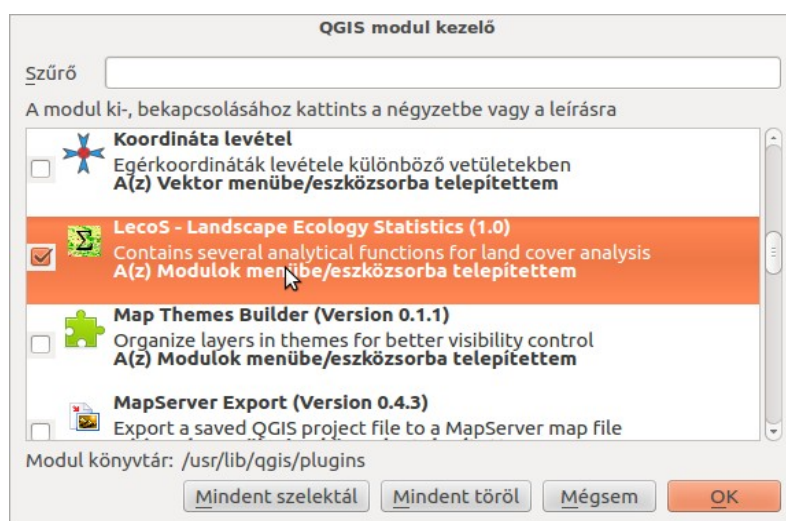 QGIS modul kezelő
Szűrő
A modul ki-, bekapcsolásához kattints a négyzetbe vagy a leírásra
Koordináta levétel
Egérkoordináták levétele különböző vetületekben
A(z) Vektor menübe/eszközsorba telepítettem
LecoS - Landscape Ecology Statistics (1.0)
Contains several analytical functions for land cover analysis
A(z) Modulok menübe/eszközsorba telepítettem
Map Themes Builder (Version 0.1.1)
Organize layers in themes for better visibility control
A(z) Modulok menübe/eszközsorba telepítettem
MapServer Export (Version 0.4.3)
Export a saved QGIS project file to a MapServer map file
Modul könyvtár: /usr/lib/qgis/plugins
Mindent szelektál Mindent töröl Mégsem OK